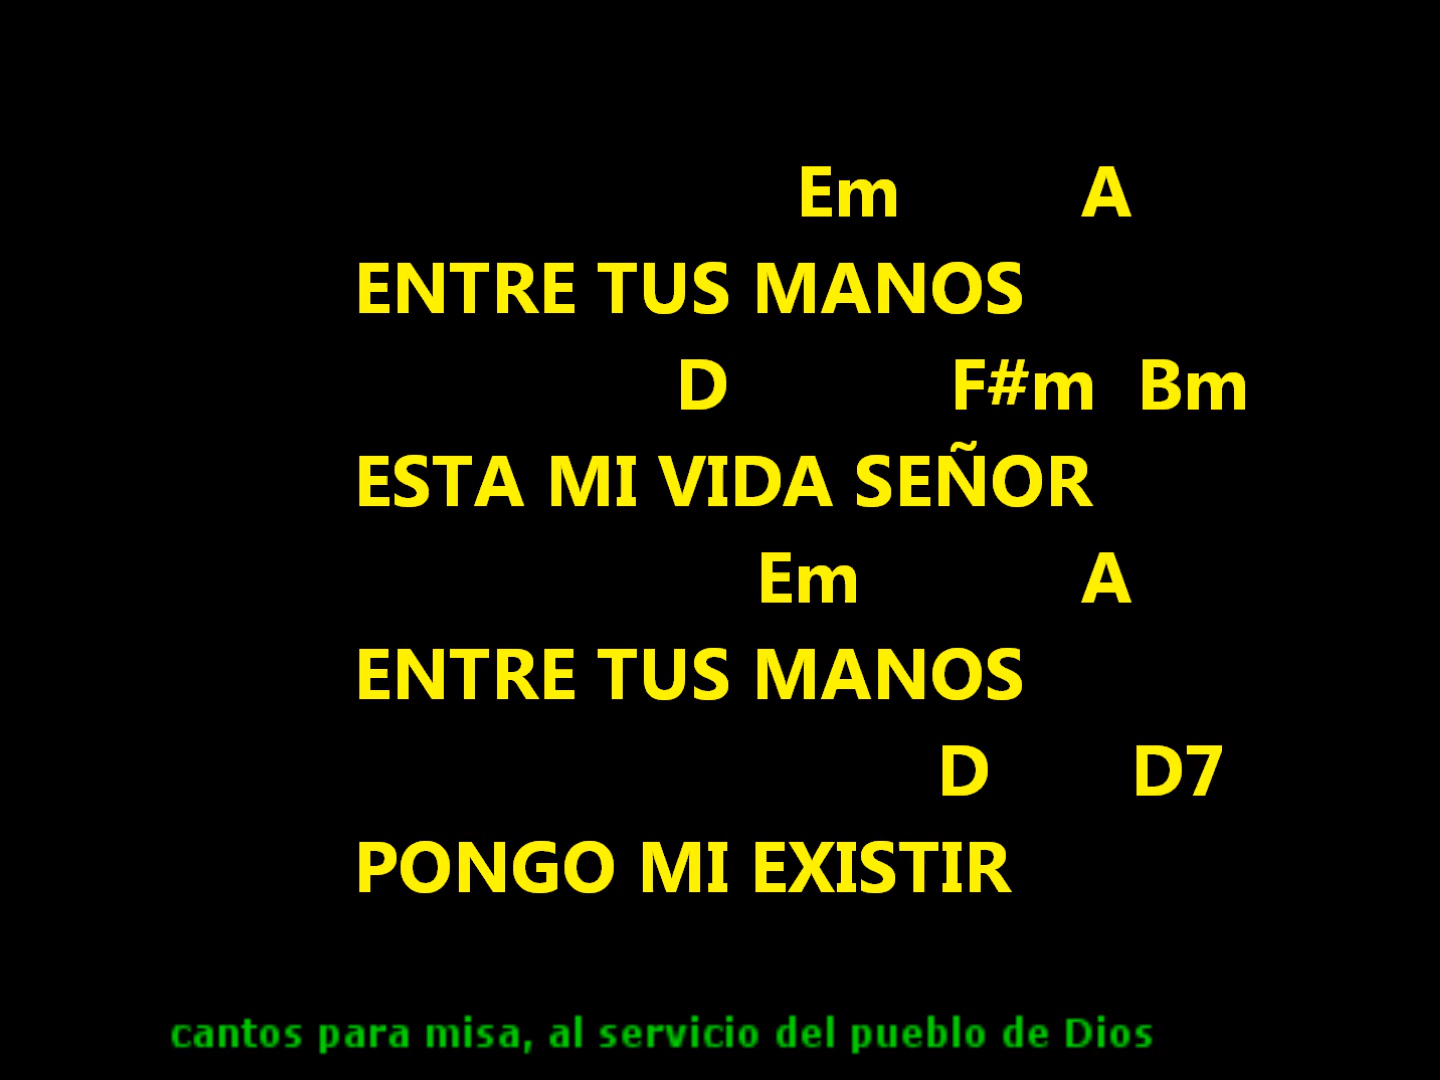 Em A
ENTRE TUS MANOS
D F#m Bm
ESTA MI VIDA SEÑOR
Em A
ENTRE TUS MANOS
D D7
PONGO MI EXISTIR
cantos para misa, al servicio del pueblo de Dios